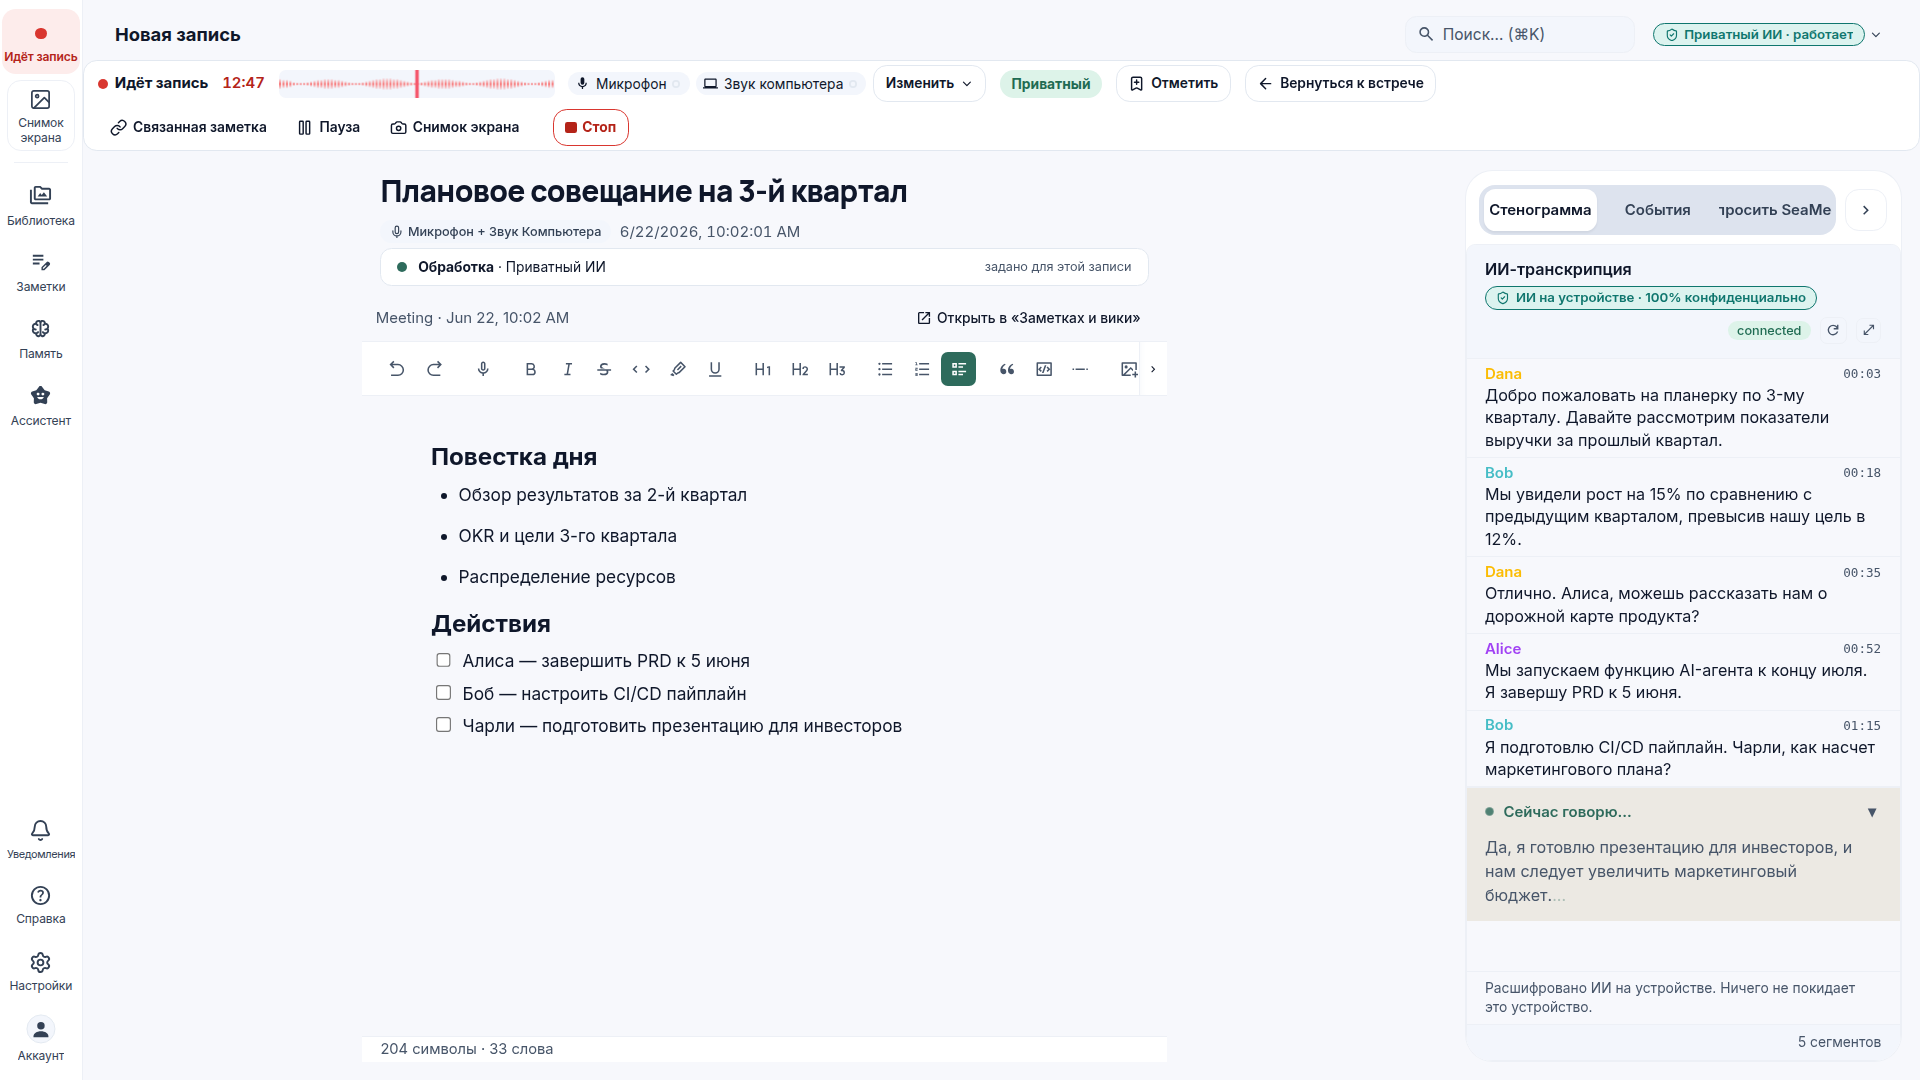 Идёт запись
Снимок
экрана
Библиотека
Заметки
Память
Ассистент
Уведомления
Справка
Настройки
Аккаунт
Новая запись
Поиск... (⌘K)
Приватный ИИ · работает
Идёт запись 12:47
Микрофон
Звук компьютера
Изменить
Приватный
Отметить
Вернуться к встрече
Связанная заметка
Пауза
Снимок экрана
Стоп
Плановое совещание на 3-й квартал
Микрофон + Звук Компьютера 6/22/2026, 10:02:01 AM
Обработка · Приватный ИИ
задано для этой записи
Meeting · Jun 22, 10:02 AM
Открыть в «Заметках и вики»
B I S U H1 H2 H3
Повестка дня
• Обзор результатов за 2-й квартал
• OKR и цели 3-го квартала
• Распределение ресурсов
Действия
Алиса — завершить PRD к 5 июня
Боб — настроить CI/CD пайплайн
Чарли — подготовить презентацию для инвесторов
204 символы · 33 слова
Стенограмма
События
просить SeaMe
ИИ-транскрипция
ИИ на устройстве · 100% конфиденциально
connected
Dana 00:03
Добро пожаловать на планерку по 3-му
кварталу. Давайте рассмотрим показатели
выручки за прошлый квартал.
Bob 00:18
Мы увидели рост на 15% по сравнению с
предыдущим кварталом, превысив нашу цель в
12%.
Dana 00:35
Отлично. Алиса, можешь рассказать нам о
дорожной карте продукта?
Alice 00:52
Мы запускаем функцию AI-агента к концу июля.
Я завершу PRD к 5 июня.
Bob 01:15
Я подготовлю CI/CD пайплайн. Чарли, как насчет
маркетингового плана?
Сейчас говорю...
Да, я готовлю презентацию для инвесторов, и
нам следует увеличить маркетинговый
бюджет....
Расшифровано ИИ на устройстве. Ничего не покидает
это устройство.
5 сегментов